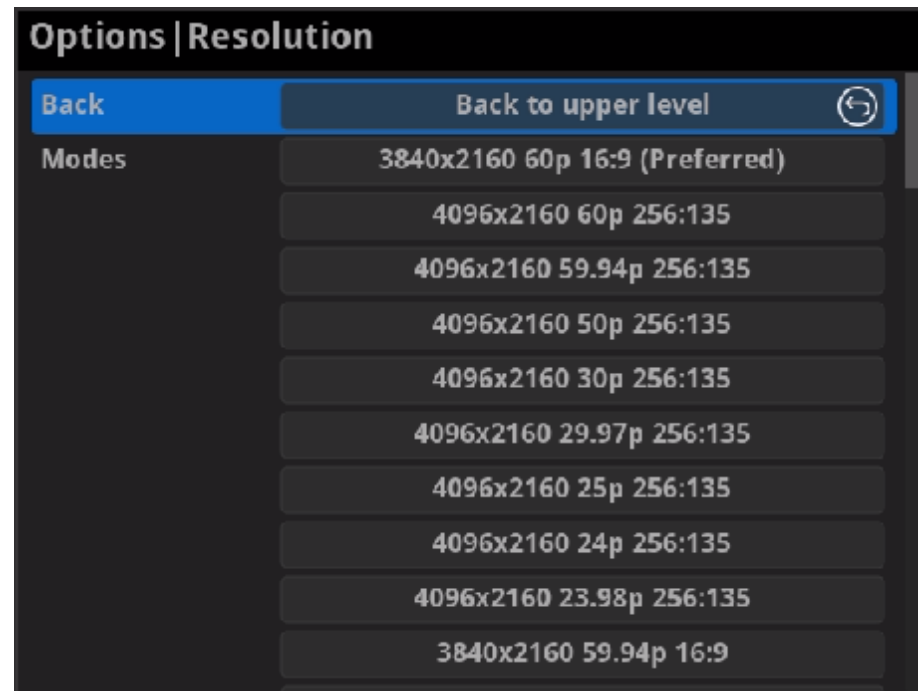 Options|Resolution
Back Back to upper level
Modes 3840x2160 60p 16:9 (Preferred)
4096x2160 60p 256:135
4096x2160 59.94p 256:135
4096x2160 50p 256:135
4096x2160 30p 256:135
4096x2160 29.97p 256:135
4096x2160 25p 256:135
4096x2160 24p 256:135
4096x2160 23.98p 256:135
3840x2160 59.94p 16:9